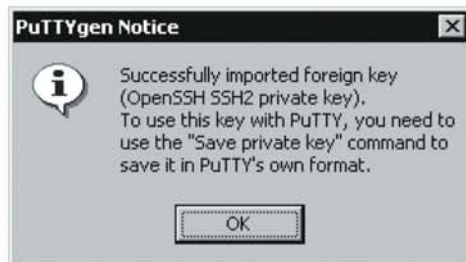 PuTTYgen Notice
Successfully imported foreign key
(OpenSSH SSH2 private key).
To use this key with PuTTY, you need to
use the "Save private key" command to
save it in PuTTY's own format.
OK